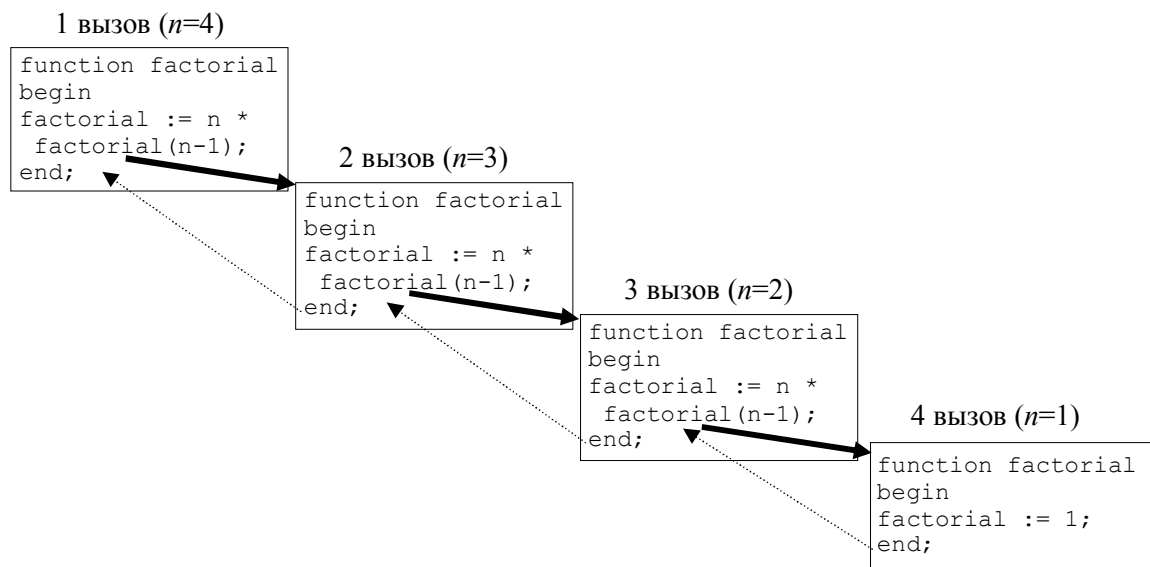 1 вызов (n=4)
function factorial
begin
factorial := n *
factorial(n-1);
end;
2 вызов (n=3)
function factorial
begin
factorial := n *
factorial(n-1);
end;
3 вызов (n=2)
function factorial
begin
factorial := n *
factorial(n-1);
end;
4 вызов (n=1)
function factorial
begin
factorial := 1;
end;